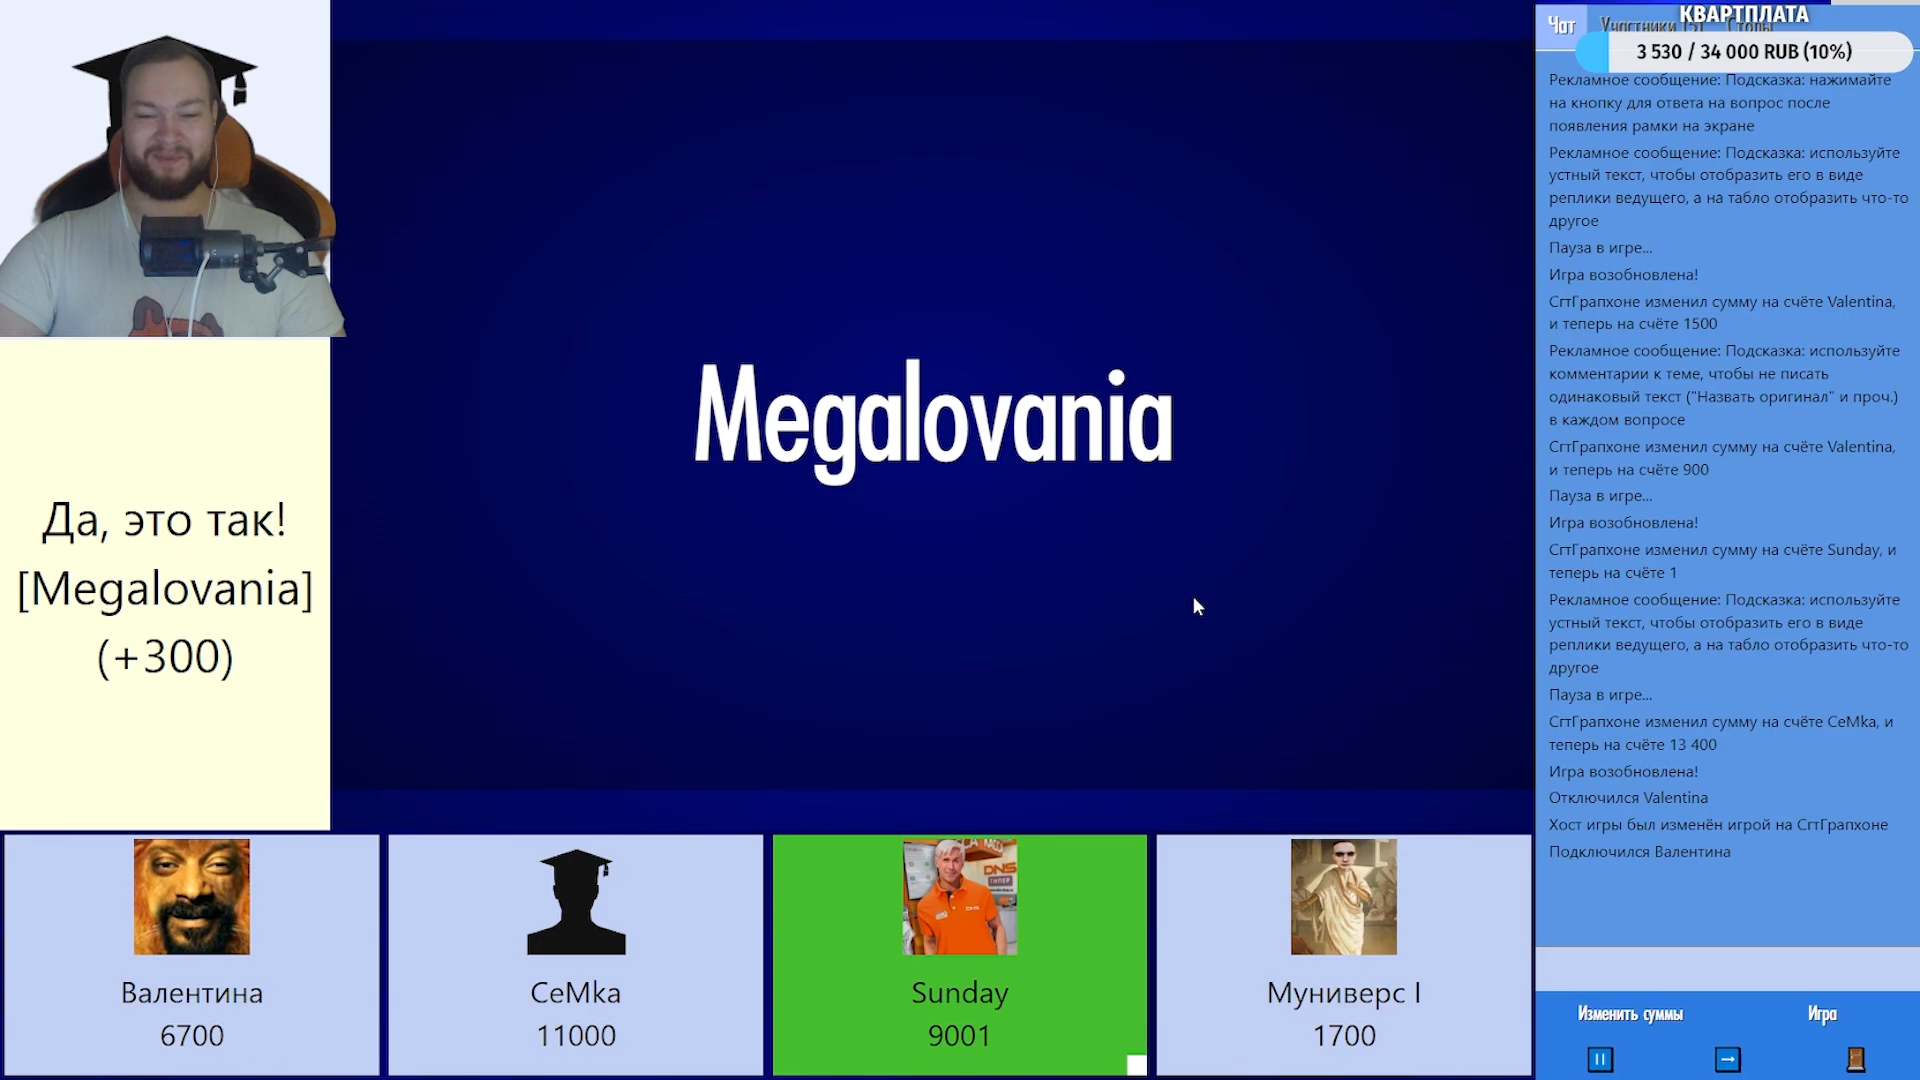 КВАРТПЛАТА
Чат Участники (5) Столы
3 530 / 34 000 RUB (10%)
Рекламное сообщение: Подсказка: нажимайте
на кнопку для ответа на вопрос после
появления рамки на экране
Рекламное сообщение: Подсказка: используйте
устный текст, чтобы отобразить его в виде
реплики ведущего, а на табло отобразить что-то
другое
Пауза в игре...
Игра возобновлена!
СгтГрапхоне изменил сумму на счёте Valentina,
и теперь на счёте 1500
Рекламное сообщение: Подсказка: используйте
комментарии к теме, чтобы не писать
одинаковый текст ("Назвать оригинал" и проч.)
в каждом вопросе
СгтГрапхоне изменил сумму на счёте Valentina,
и теперь на счёте 900
Пауза в игре...
Игра возобновлена!
СгтГрапхоне изменил сумму на счёте Sunday, и
теперь на счёте 1
Рекламное сообщение: Подсказка: используйте
устный текст, чтобы отобразить его в виде
реплики ведущего, а на табло отобразить что-то
другое
Пауза в игре...
СгтГрапхоне изменил сумму на счёте CeMka, и
теперь на счёте 13 400
Игра возобновлена!
Отключился Valentina
Хост игры был изменён игрой на СгтГрапхоне
Подключился Валентина
Megalovania
Да, это так!
[Megalovania]
(+300)
DNS
ГИПЕР
Валентина
6700
CeMka
11000
Sunday
9001
Муниверс I
1700
Изменить суммы
Игра